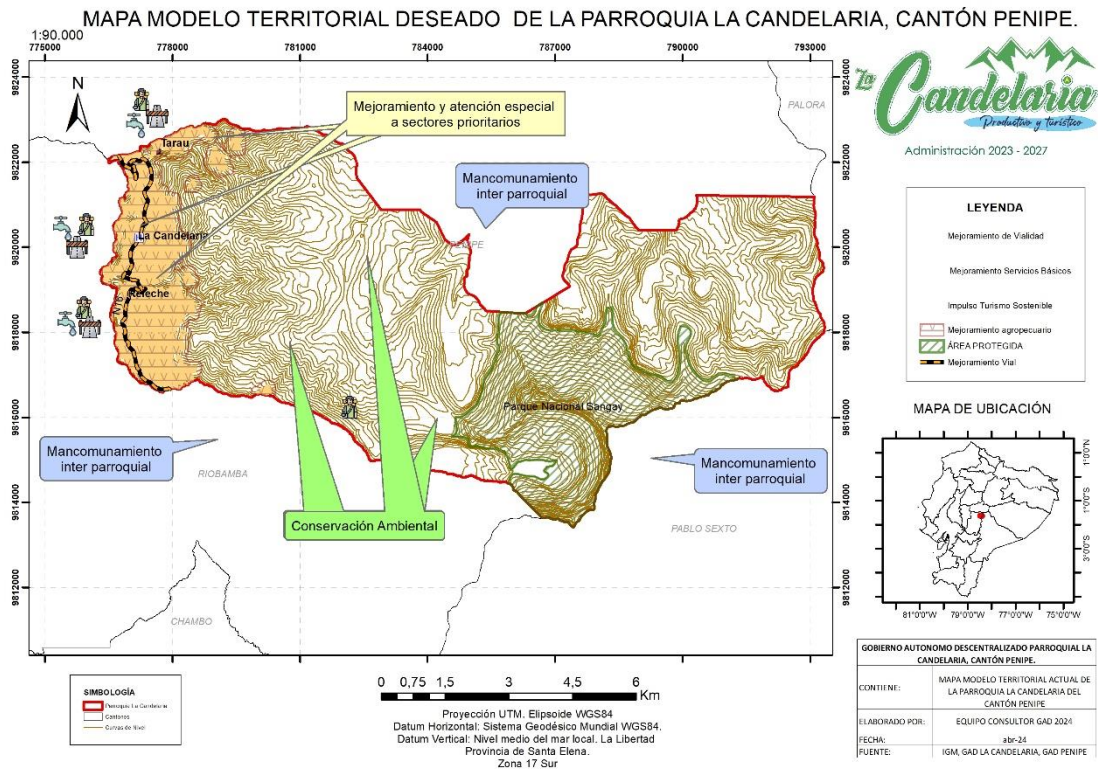 MAPA MODELO TERRITORIAL DESEADO DE LA PARROQUIA LA CANDELARIA, CANTÓN PENIPE.
1:90.000
776000 778000 781000 784000 787000 790000 793000
9824000
9822000
9820000
9818000
9816000
9814000
9812000
N
Mejoramiento y atención especial
a sectores prioritarios
Tarau
Mancomunamiento
inter parroquial
La Candelaria
PALORA
Parque Nacional Sangay
Mancomunamiento
inter parroquial
RIOBAMBA
Mancomunamiento
inter parroquial
Conservación Ambiental
PABLO SEXTO
CHAMBO
9824000
9822000
9820000
9818000
9816000
9814000
9812000
La
Candelaria
Productivo y turístico
Administración 2023 - 2027
LEYENDA
Mejoramiento de Vialidad
Mejoramiento Servicios Básicos
Impulso Turismo Sostenible
Mejoramiento agropecuario
ÁREA PROTEGIDA
Mejoramiento Vial
MAPA DE UBICACIÓN
1°0'0"N
1°0'0"S
3°0'0"S
81°0'0"W 79°0'0"W 77°0'0"W 75°0'0"W
SIMBOLOGÍA
Parroquia La Candelaria
Cantones
Curvas de Nivel
0 0,75 1,5 3 4,5 6
Km
Proyección UTM. Elipsoide WGS84
Datum Horizontal: Sistema Geodésico Mundial WGS84.
Datum Vertical: Nivel medio del mar local. La Libertad
Provincia de Santa Elena.
Zona 17 Sur
GOBIERNO AUTONOMO DESCENTRALIZADO PARROQUIAL LA
CANDELARIA, CANTÓN PENIPE.
CONTIENE: MAPA MODELO TERRITORIAL ACTUAL DE
LA PARROQUIA LA CANDELARIA DEL
CANTÓN PENIPE
ELABORADO POR: EQUIPO CONSULTOR GAD 2024
FECHA: abr-24
FUENTE: IGM, GAD LA CANDELARIA, GAD PENIPE